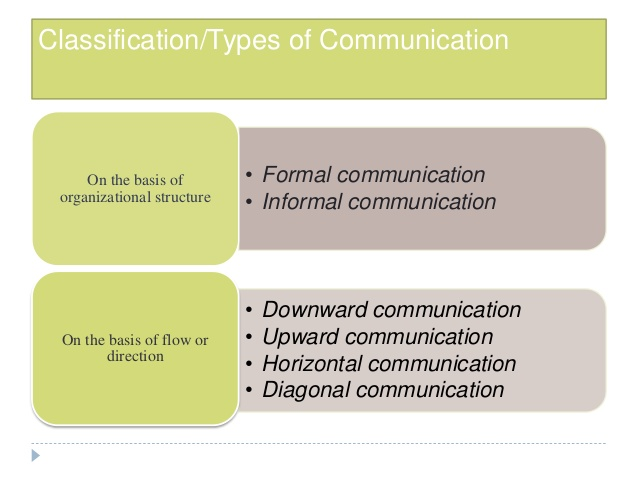 Classification/Types of Communication
On the basis of
organizational structure
• Formal communication
• Informal communication
On the basis of flow or
direction
• Downward communication
• Upward communication
• Horizontal communication
• Diagonal communication